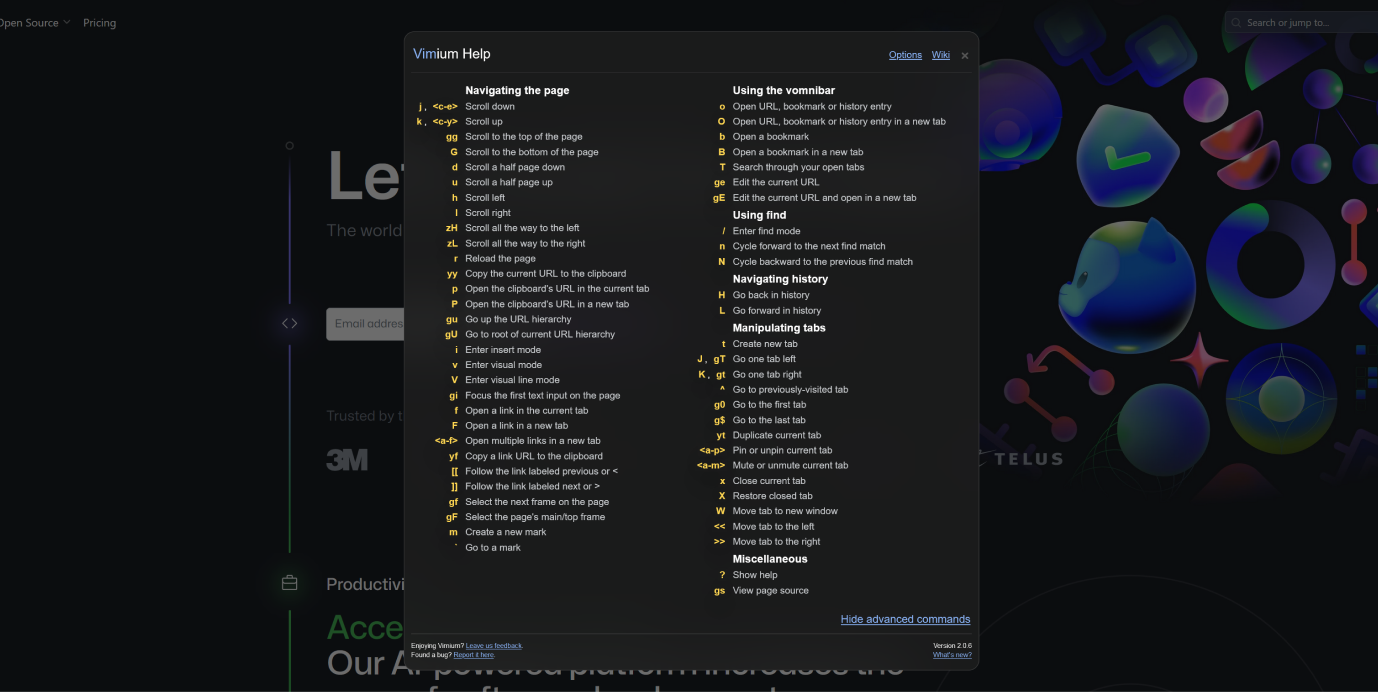 Open Source Pricing
Search or jump to...
Vimium Help
Options Wiki ×
Navigating the page
j, <c-e> Scroll down
k, <c-y> Scroll up
gg Scroll to the top of the page
G Scroll to the bottom of the page
d Scroll a half page down
u Scroll a half page up
h Scroll left
l Scroll right
zH Scroll all the way to the left
zL Scroll all the way to the right
r Reload the page
yy Copy the current URL to the clipboard
p Open the clipboard's URL in the current tab
P Open the clipboard's URL in a new tab
gu Go up the URL hierarchy
gU Go to root of current URL hierarchy
i Enter insert mode
v Enter visual mode
V Enter visual line mode
gi Focus the first text input on the page
f Open a link in the current tab
F Open a link in a new tab
<a-f> Open multiple links in a new tab
yf Copy a link URL to the clipboard
[[ Follow the link labeled previous or <
]] Follow the link labeled next or >
gf Select the next frame on the page
gF Select the page's main/top frame
m Create a new mark
` Go to a mark
Using the vomnibar
o Open URL, bookmark or history entry
O Open URL, bookmark or history entry in a new tab
b Open a bookmark
B Open a bookmark in a new tab
T Search through your open tabs
ge Edit the current URL
gE Edit the current URL and open in a new tab
Using find
/ Enter find mode
n Cycle forward to the next find match
N Cycle backward to the previous find match
Navigating history
H Go back in history
L Go forward in history
Manipulating tabs
t Create new tab
J, gT Go one tab left
K, gt Go one tab right
^ Go to previously-visited tab
g0 Go to the first tab
g$ Go to the last tab
yt Duplicate current tab
<a-p> Pin or unpin current tab
<a-m> Mute or unmute current tab
x Close current tab
X Restore closed tab
W Move tab to new window
<< Move tab to the left
>> Move tab to the right
Miscellaneous
? Show help
gs View page source
Hide advanced commands
Enjoying Vimium? Leave us feedback.
Found a bug? Report it here.
Version 2.0.6
What's new?
Le
The world
Email addres
Trusted by t
3M
TELUS
Productivi
Acce
Our AI-powered platform increases the